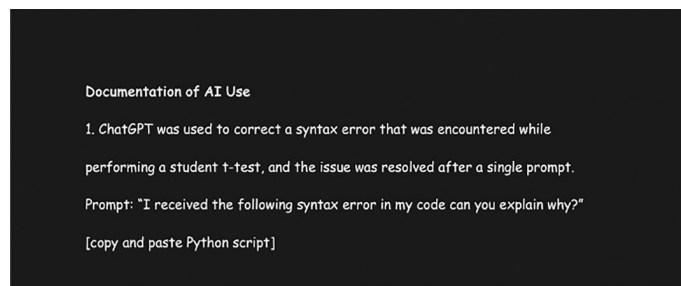 Documentation of AI Use
1. ChatGPT was used to correct a syntax error that was encountered while
performing a student t-test, and the issue was resolved after a single prompt.
Prompt: “I received the following syntax error in my code can you explain why?”
[copy and paste Python script]